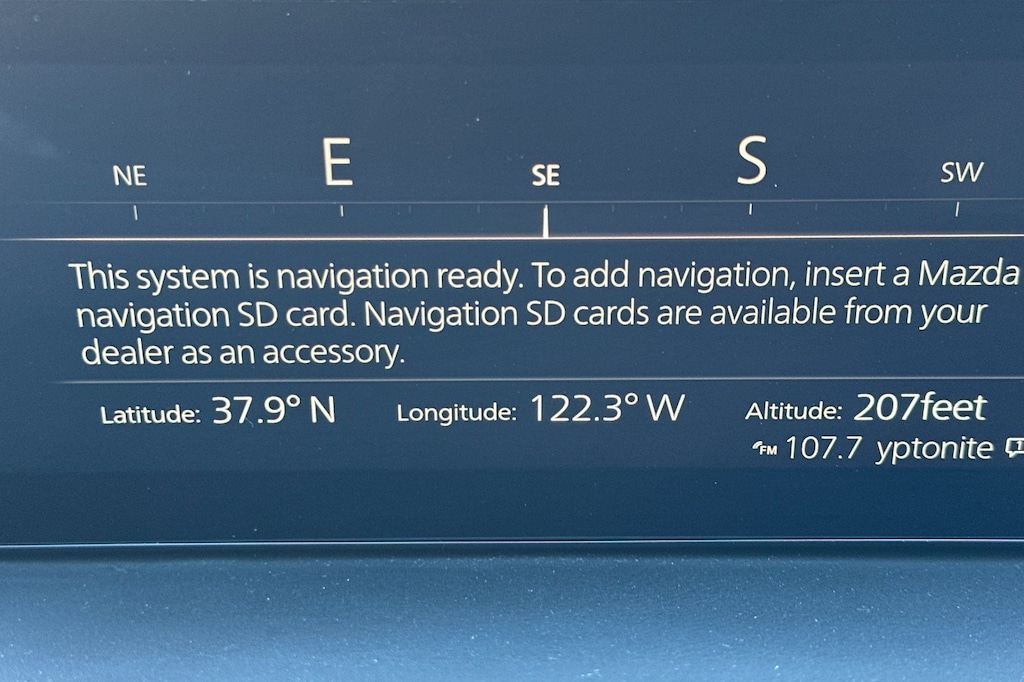 NE E SE S SW
This system is navigation ready. To add navigation, insert a Mazda
navigation SD card. Navigation SD cards are available from your
dealer as an accessory.
Latitude: 37.9° N Longitude: 122.3° W Altitude: 207feet
FM 107.7 yptonite